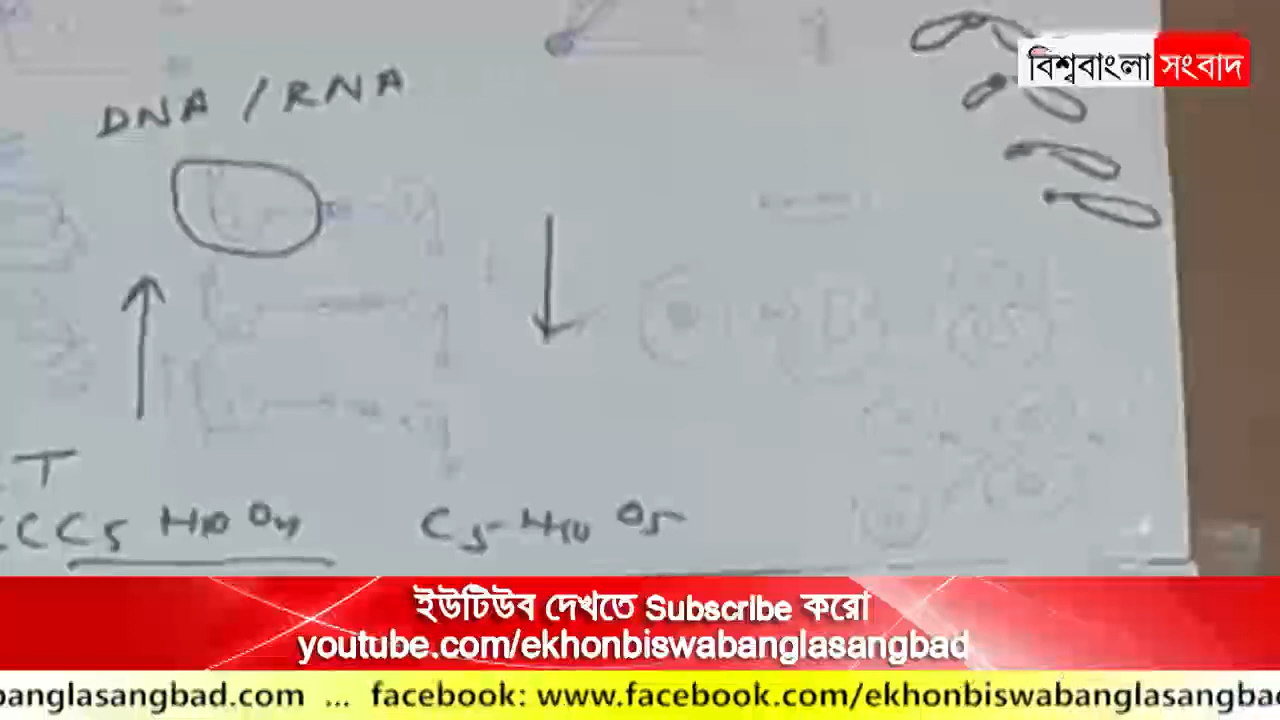 বিশ্ববাংলা সংবাদ
DNA / RNA
T
C5 H10 O4
C5-H10 O5
ইউটিউব দেখতে Subscribe করো
youtube.com/ekhonbiswabanglasangbad
banglasangbad.com ... facebook: www.facebook.com/ekhonbiswabanglasangbad